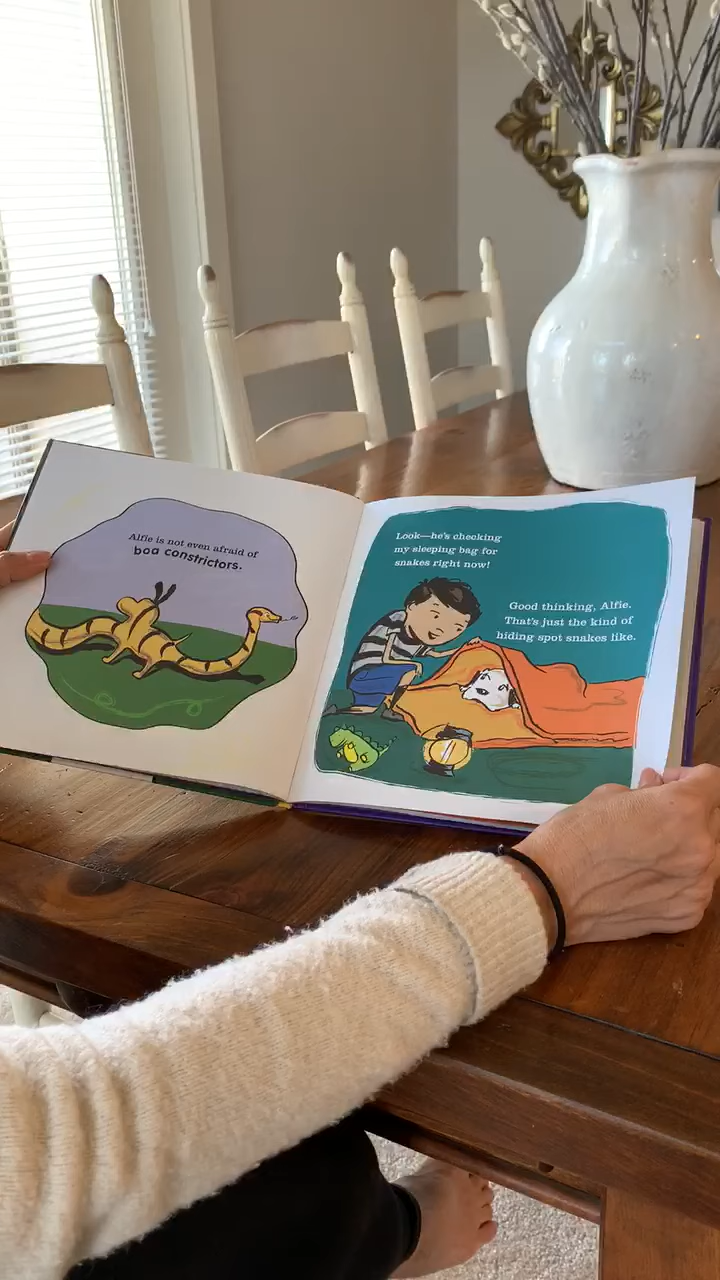 Alfie is not even afraid of
boa constrictors.
Look—he's checking
my sleeping bag for
snakes right now!
Good thinking, Alfie.
That's just the kind of
hiding spot snakes like.